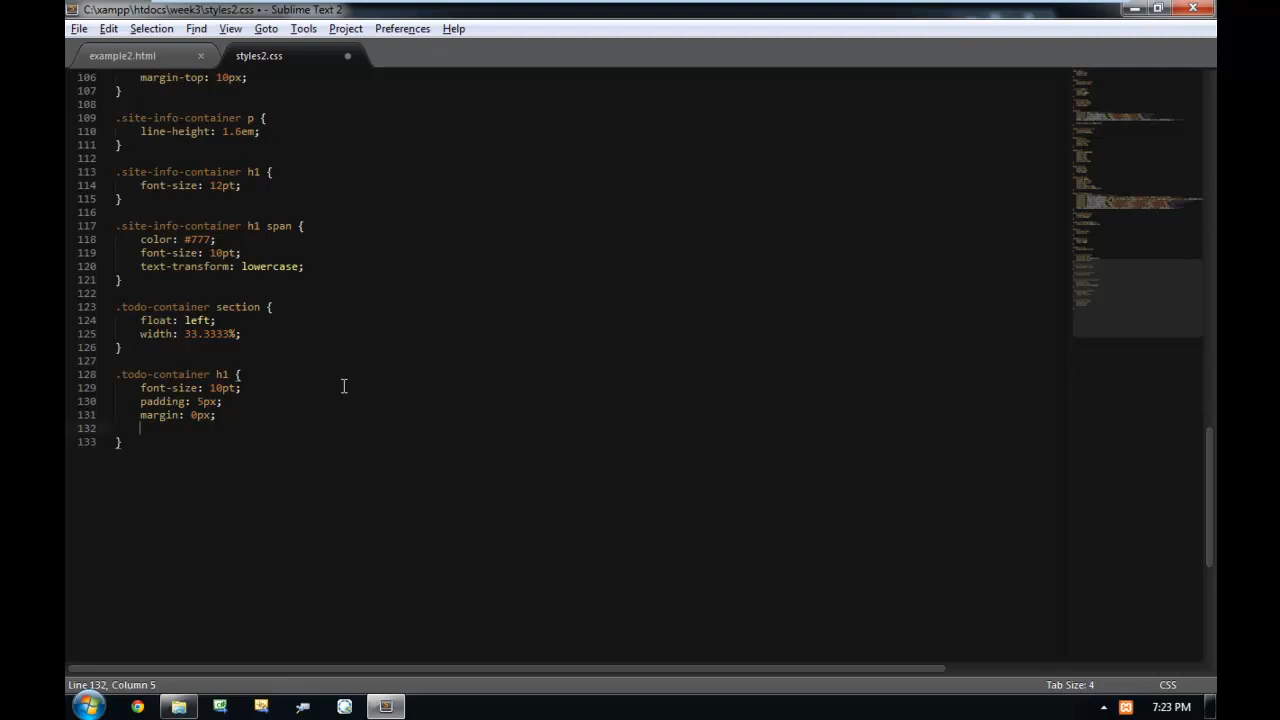 C:\xampp\htdocs\week3\styles2.css • - Sublime Text 2
File Edit Selection Find View Goto Tools Project Preferences Help
example2.html × styles2.css
106 margin-top: 10px;
107 }
108
109 .site-info-container p {
110 line-height: 1.6em;
111 }
112
113 .site-info-container h1 {
114 font-size: 12pt;
115 }
116
117 .site-info-container h1 span {
118 color: #777;
119 font-size: 10pt;
120 text-transform: lowercase;
121 }
122
123 .todo-container section {
124 float: left;
125 width: 33.3333%;
126 }
127
128 .todo-container h1 {
129 font-size: 10pt;
130 padding: 5px;
131 margin: 0px;
132
133 }
Line 132, Column 5 Tab Size: 4 CSS
7:23 PM